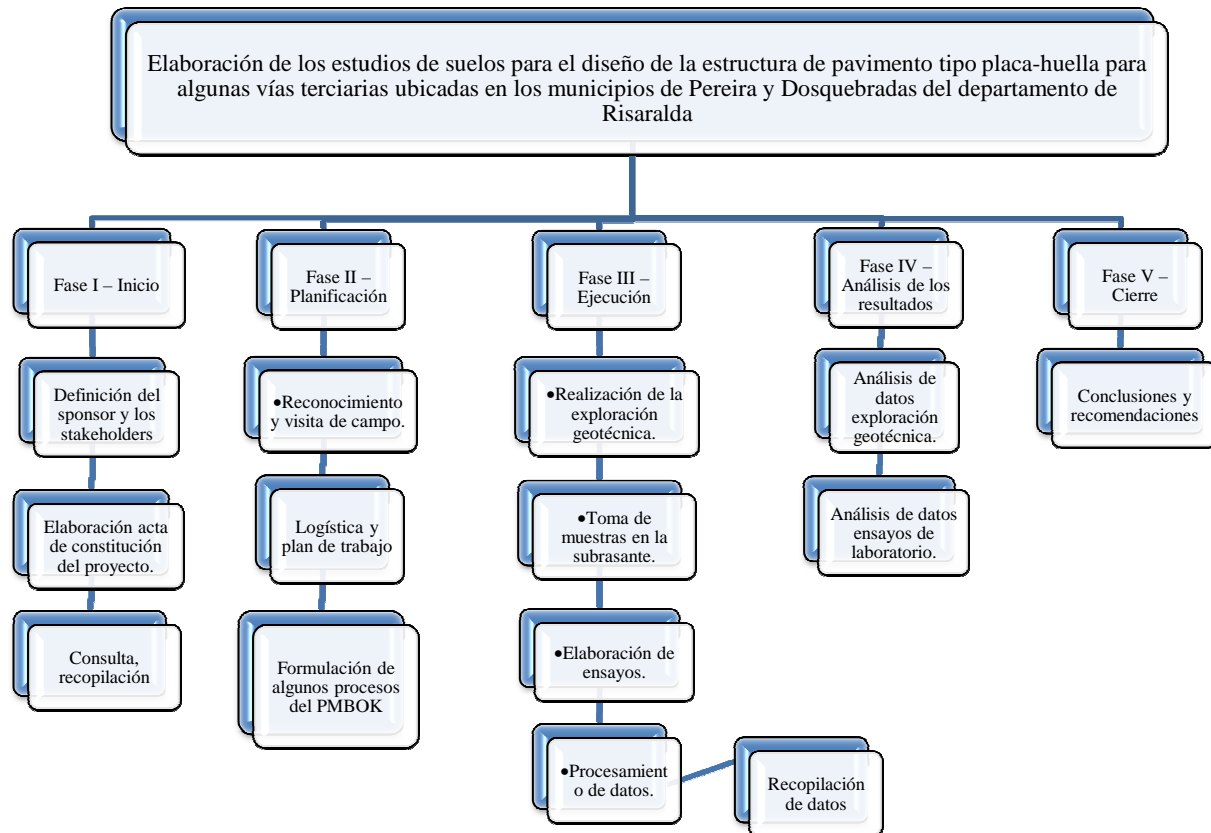 Elaboración de los estudios de suelos para el diseño de la estructura de pavimento tipo placa-huella para
algunas vías terciarias ubicadas en los municipios de Pereira y Dosquebradas del departamento de
Risaralda
Fase I – Inicio
Definición del
sponsor y los
stakeholders
Elaboración acta
de constitución
del proyecto.
Consulta,
recopilación
Fase II –
Planificación
•Reconocimiento
y visita de campo.
Logística y
plan de trabajo
Formulación de
algunos procesos
del PMBOK
Fase III –
Ejecución
•Realización de la
exploración
geotécnica.
•Toma de
muestras en la
subrasante.
•Elaboración de
ensayos.
•Procesamient
o de datos.
Recopilación
de datos
Fase IV –
Análisis de los
resultados
Análisis de
datos
exploración
geotécnica.
Análisis de datos
ensayos de
laboratorio.
Fase V –
Cierre
Conclusiones y
recomendaciones